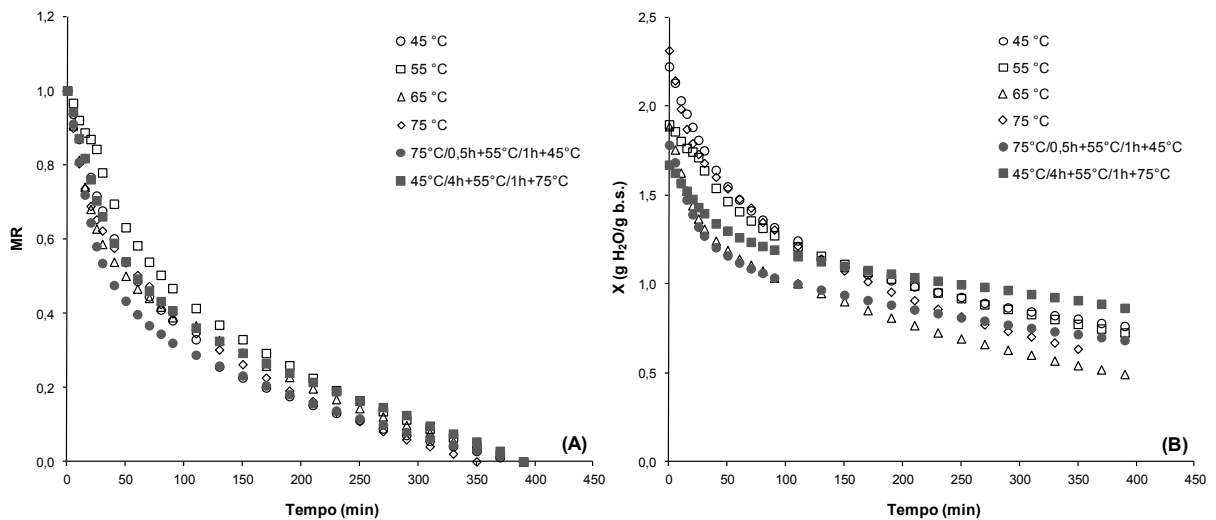 1,2
1,0
0,8
0,6
0,4
0,2
0,0
MR
0 50 100 150 200 250 300 350 400 450
Tempo (min)
45 °C
55 °C
65 °C
75 °C
75°C/0,5h+55°C/1h+45°C
45°C/4h+55°C/1h+75°C
(A)
2,5
2,0
1,5
1,0
0,5
0,0
X (g H₂O/g b.s.)
0 50 100 150 200 250 300 350 400 450
Tempo (min)
45 °C
55 °C
65 °C
75 °C
75°C/0,5h+55°C/1h+45°C
45°C/4h+55°C/1h+75°C
(B)